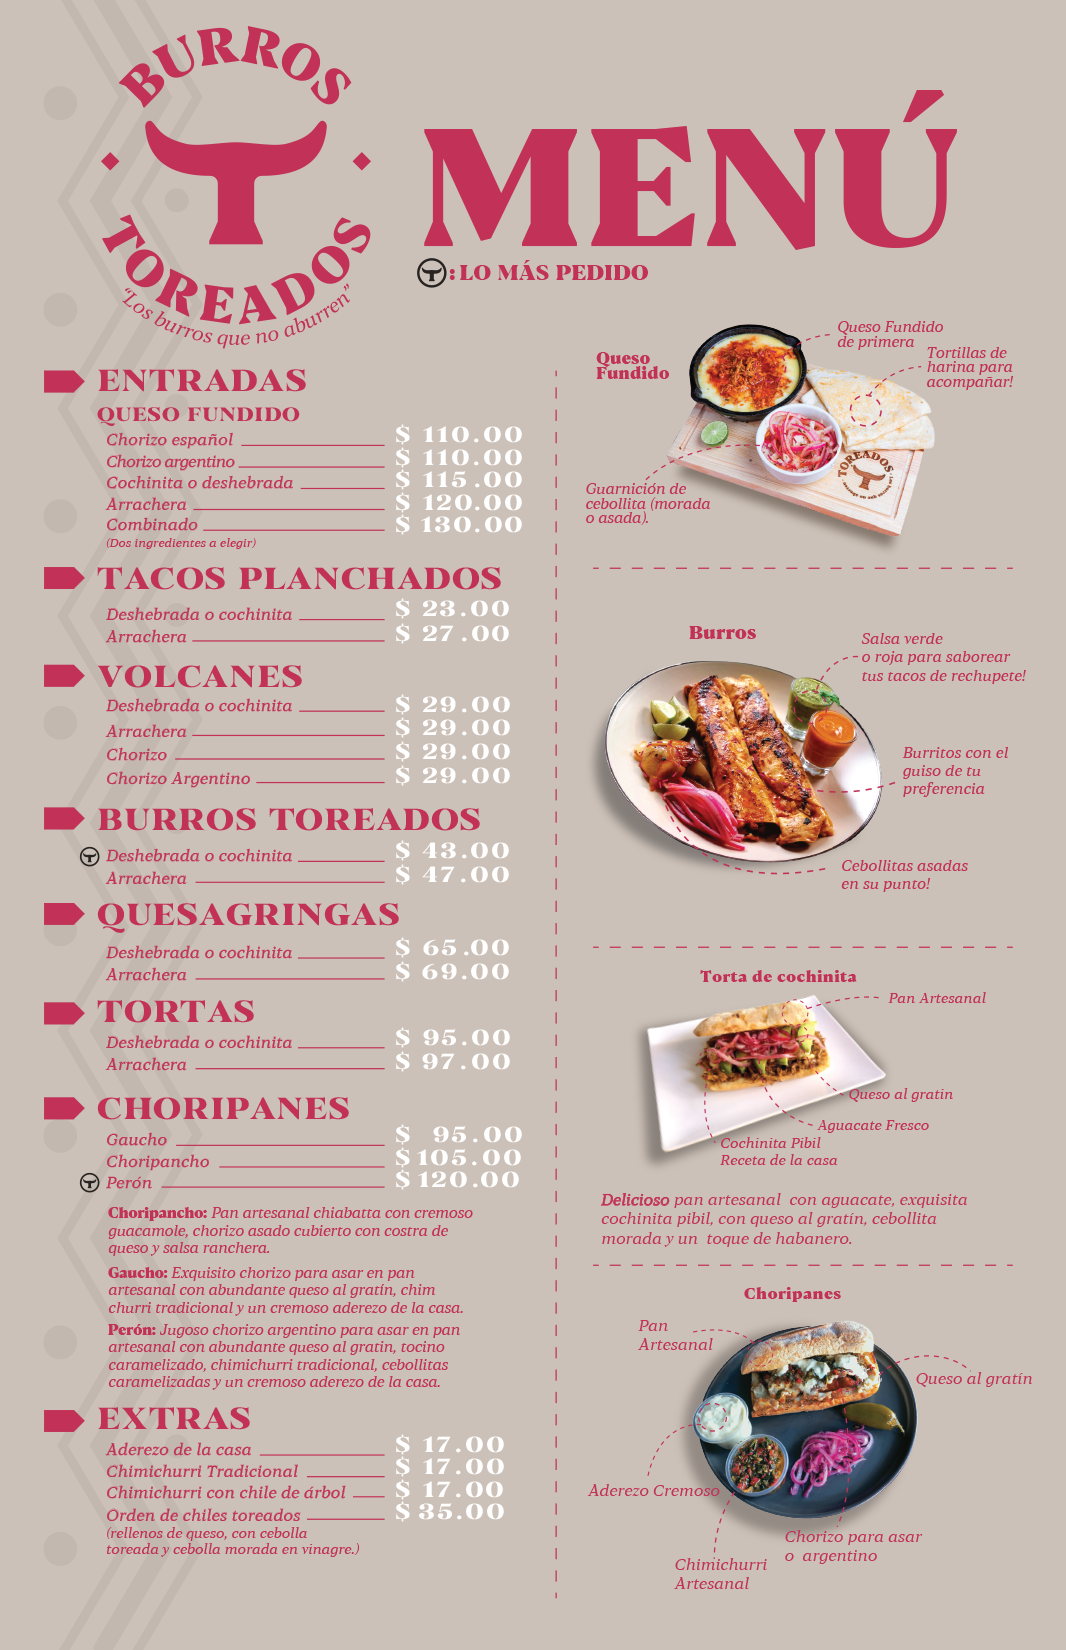 BURROS
TOREADOS
"Los burros que no aburren"
MENÚ
: LO MÁS PEDIDO
ENTRADAS
QUESO FUNDIDO
Chorizo español $ 110.00
Chorizo argentino $ 110.00
Cochinita o deshebrada $ 115.00
Arrachera $ 120.00
Combinado $ 130.00
(Dos ingredientes a elegir)
TACOS PLANCHADOS
Deshebrada o cochinita $ 23.00
Arrachera $ 27.00
VOLCANES
Deshebrada o cochinita $ 29.00
Arrachera $ 29.00
Chorizo $ 29.00
Chorizo Argentino $ 29.00
BURROS TOREADOS
Deshebrada o cochinita $ 43.00
Arrachera $ 47.00
QUESAGRINGAS
Deshebrada o cochinita $ 65.00
Arrachera $ 69.00
TORTAS
Deshebrada o cochinita $ 95.00
Arrachera $ 97.00
CHORIPANES
Gaucho $ 95.00
Choripancho $105.00
Perón $120.00
Choripancho: Pan artesanal chiabatta con cremoso
guacamole, chorizo asado cubierto con costra de
queso y salsa ranchera.
Gaucho: Exquisito chorizo para asar en pan
artesanal con abundante queso al gratín, chim
churri tradicional y un cremoso aderezo de la casa.
Perón: Jugoso chorizo argentino para asar en pan
artesanal con abundante queso al gratin, tocino
caramelizado, chimichurri tradicional, cebollitas
caramelizadas y un cremoso aderezo de la casa.
EXTRAS
Aderezo de la casa $ 17.00
Chimichurri Tradicional $ 17.00
Chimichurri con chile de árbol $ 17.00
Orden de chiles toreados $ 35.00
(rellenos de queso, con cebolla
toreada y cebolla morada en vinagre.)
Queso
Fundido
Queso Fundido
de primera
Tortillas de
harina para
acompañar!
TOREADOS
Guarnición de
cebollita (morada
o asada).
Burros
Salsa verde
o roja para saborear
tus tacos de rechupete!
Burritos con el
guiso de tu
preferencia
Cebollitas asadas
en su punto!
Torta de cochinita
Pan Artesanal
Queso al gratin
Aguacate Fresco
Cochinita Pibil
Receta de la casa
Delicioso pan artesanal con aguacate, exquisita
cochinita pibil, con queso al gratín, cebollita
morada y un toque de habanero.
Choripanes
Pan
Artesanal
Queso al gratín
Aderezo Cremoso
Chorizo para asar
o argentino
Chimichurri
Artesanal